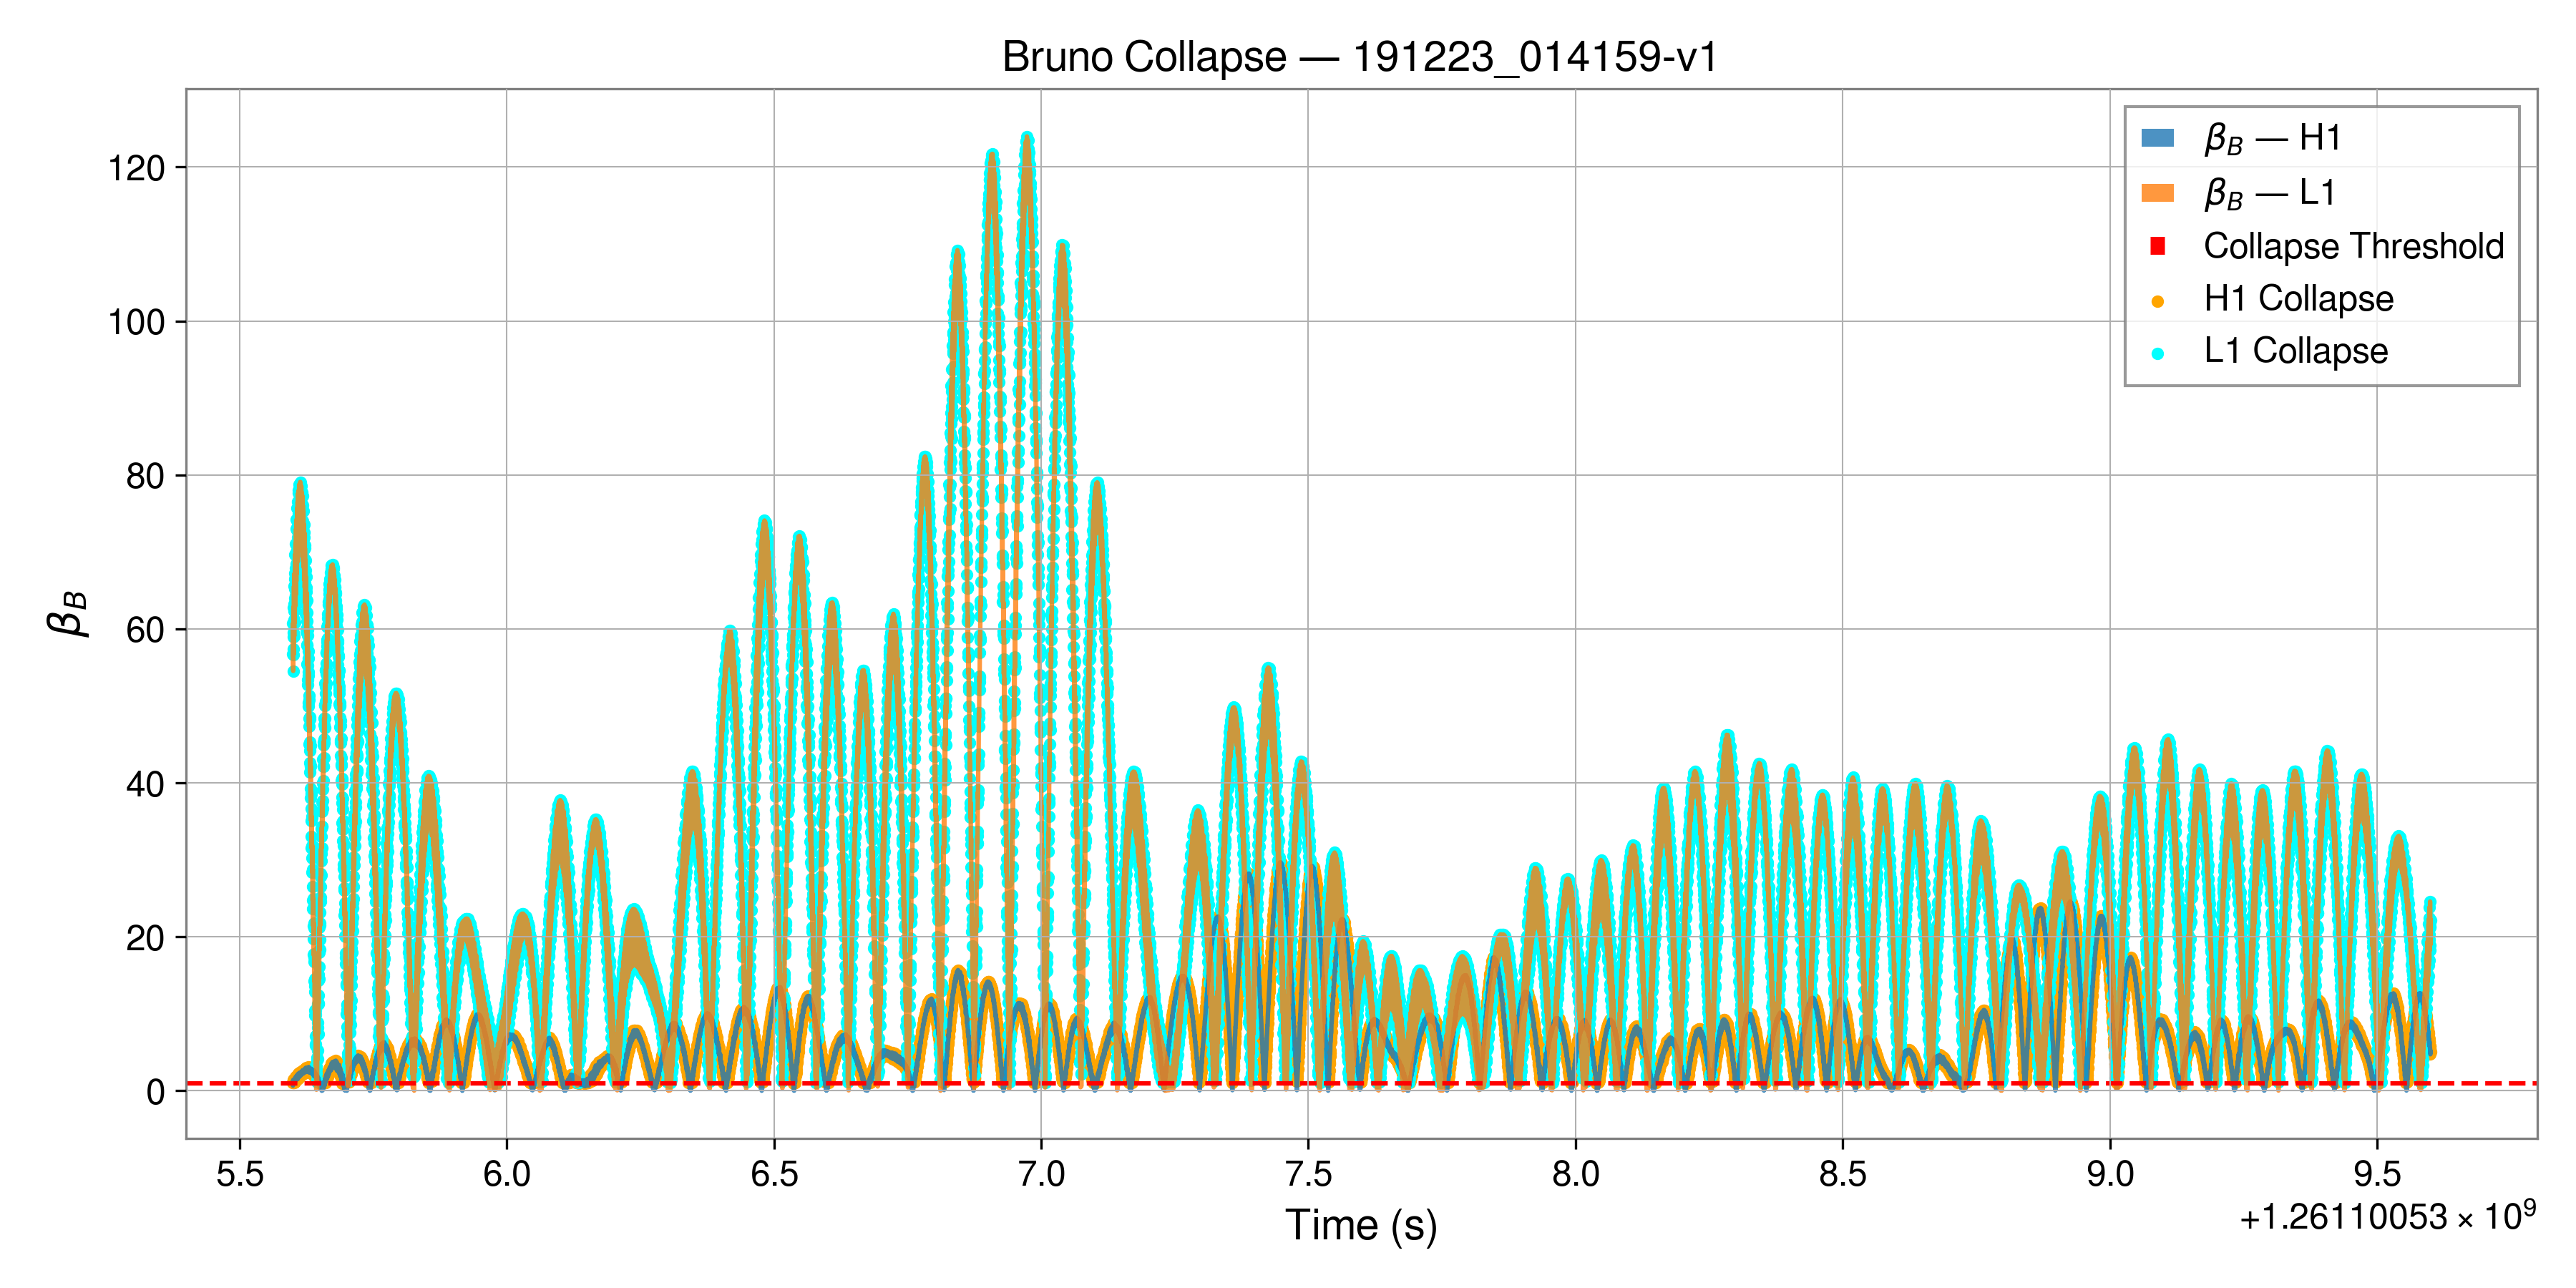 Bruno Collapse — 191223_014159-v1
β_B — H1
β_B — L1
Collapse Threshold
H1 Collapse
L1 Collapse
120
100
80
60
40
20
0
β_B
5.5 6.0 6.5 7.0 7.5 8.0 8.5 9.0 9.5
+1.26110053 × 10⁹
Time (s)